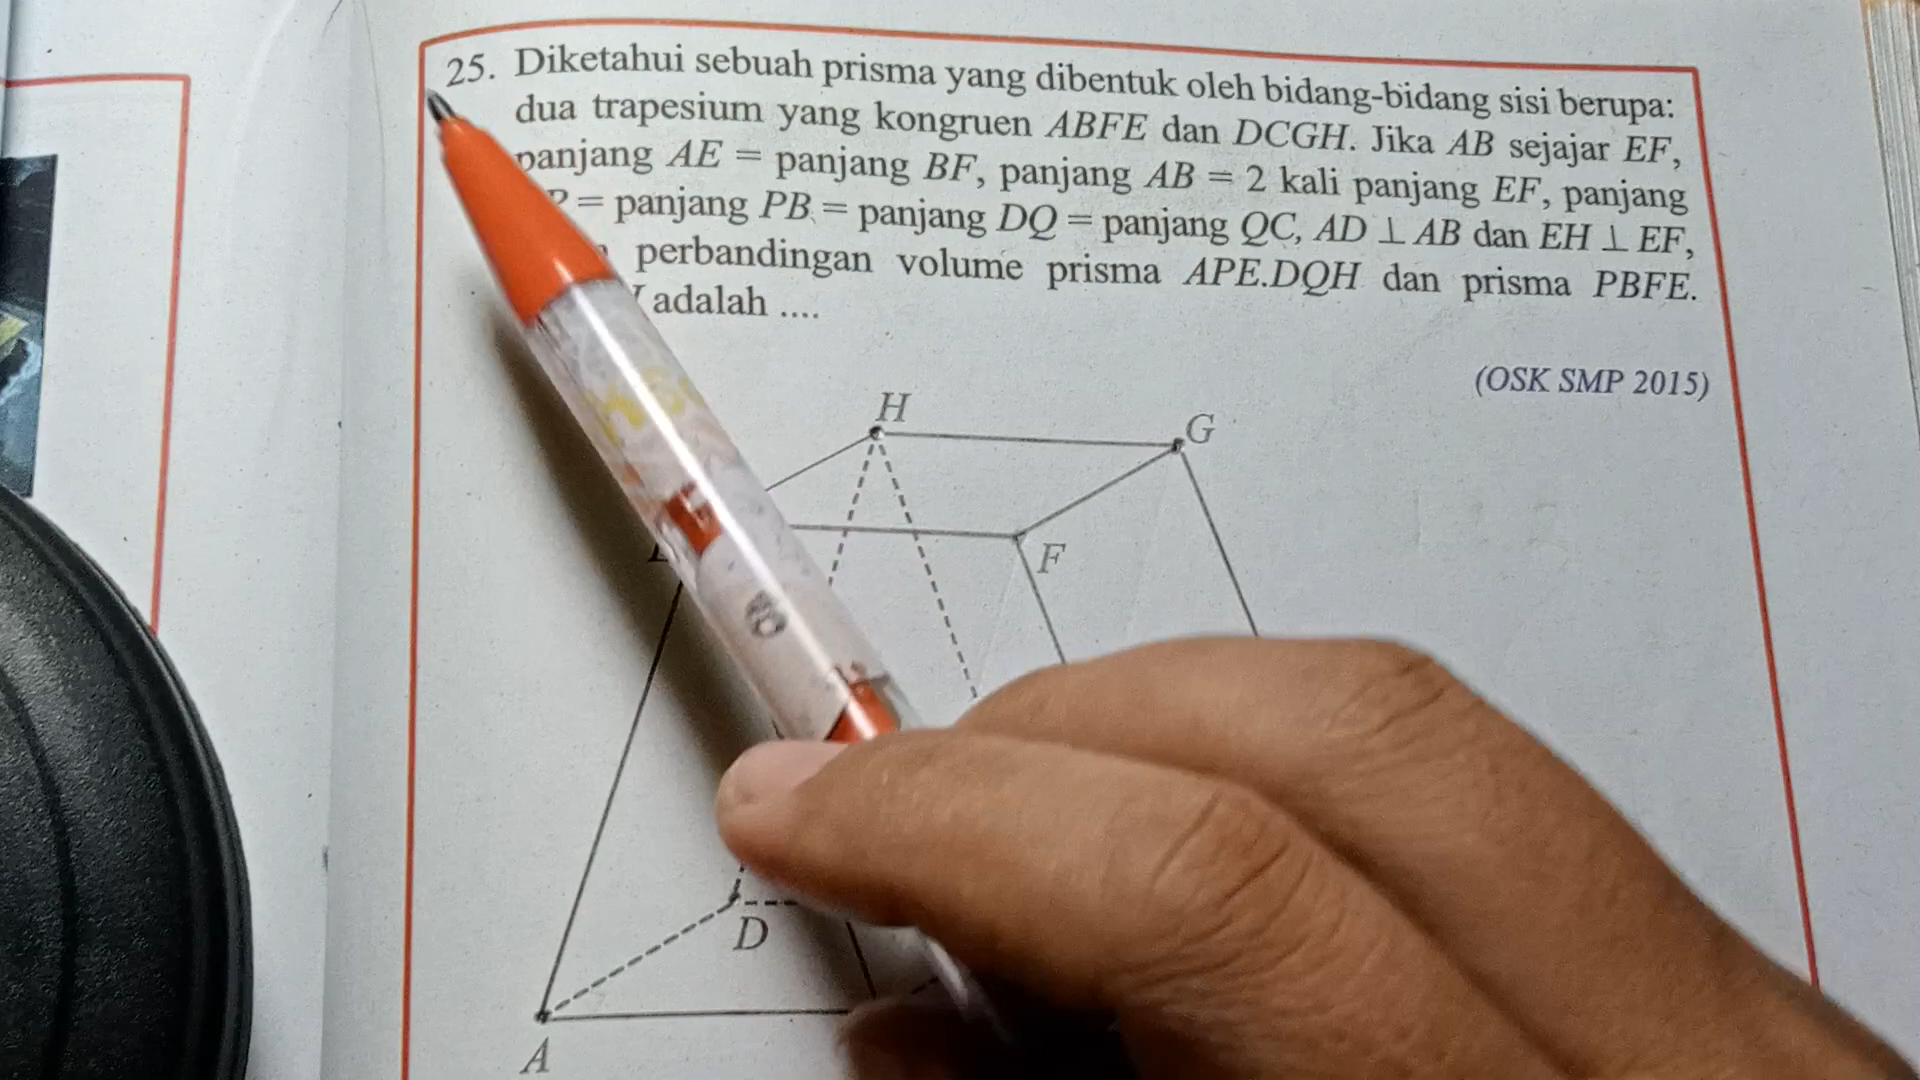 25. Diketahui sebuah prisma yang dibentuk oleh bidang-bidang sisi berupa:
dua trapesium yang kongruen ABFE dan DCGH. Jika AB sejajar EF,
panjang AE = panjang BF, panjang AB = 2 kali panjang EF, panjang
= panjang PB = panjang DQ = panjang QC, AD ⊥ AB dan EH ⊥ EF,
perbandingan volume prisma APE.DQH dan prisma PBFE.
adalah ....
(OSK SMP 2015)
H
G
F
D
A